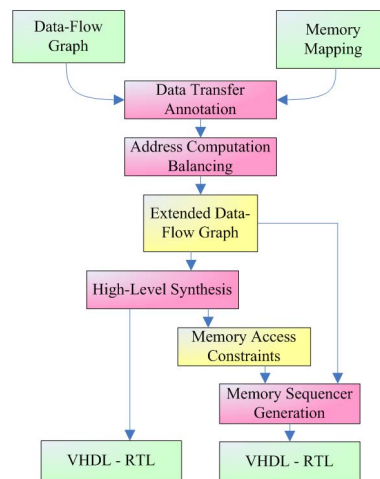 Data-Flow
Graph
Memory
Mapping
Data Transfer
Annotation
Address Computation
Balancing
Extended Data-
Flow Graph
High-Level Synthesis
Memory Access
Constraints
Memory Sequencer
Generation
VHDL - RTL
VHDL - RTL